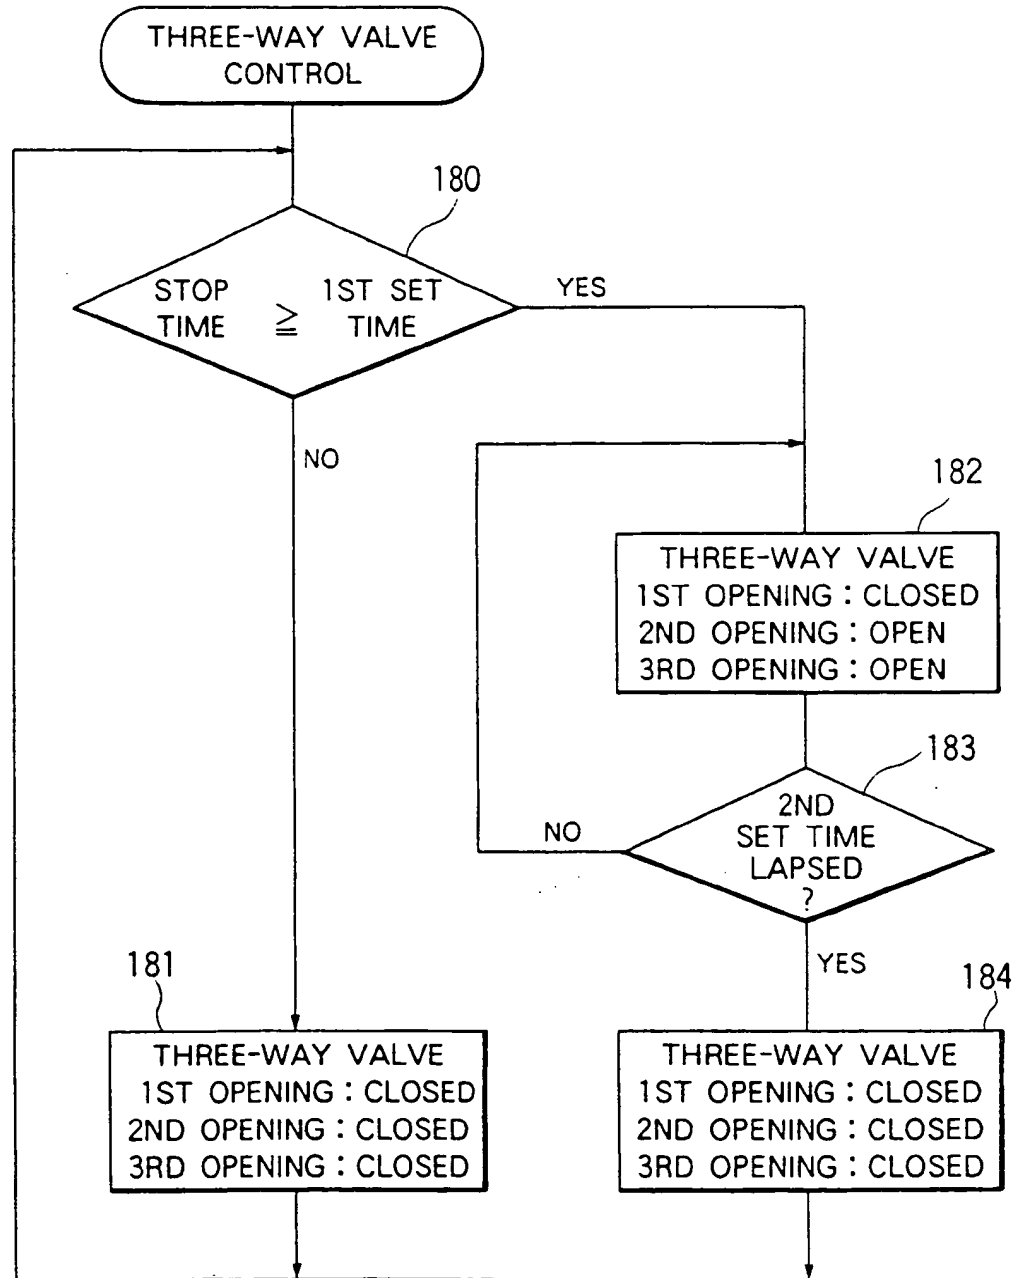 THREE-WAY VALVE
CONTROL
180
STOP
TIME
≧
1ST SET
TIME
YES
NO
182
THREE-WAY VALVE
1ST OPENING : CLOSED
2ND OPENING : OPEN
3RD OPENING : OPEN
183
2ND
SET TIME
LAPSED
?
NO
YES
181
THREE-WAY VALVE
1ST OPENING : CLOSED
2ND OPENING : CLOSED
3RD OPENING : CLOSED
184
THREE-WAY VALVE
1ST OPENING : CLOSED
2ND OPENING : CLOSED
3RD OPENING : CLOSED